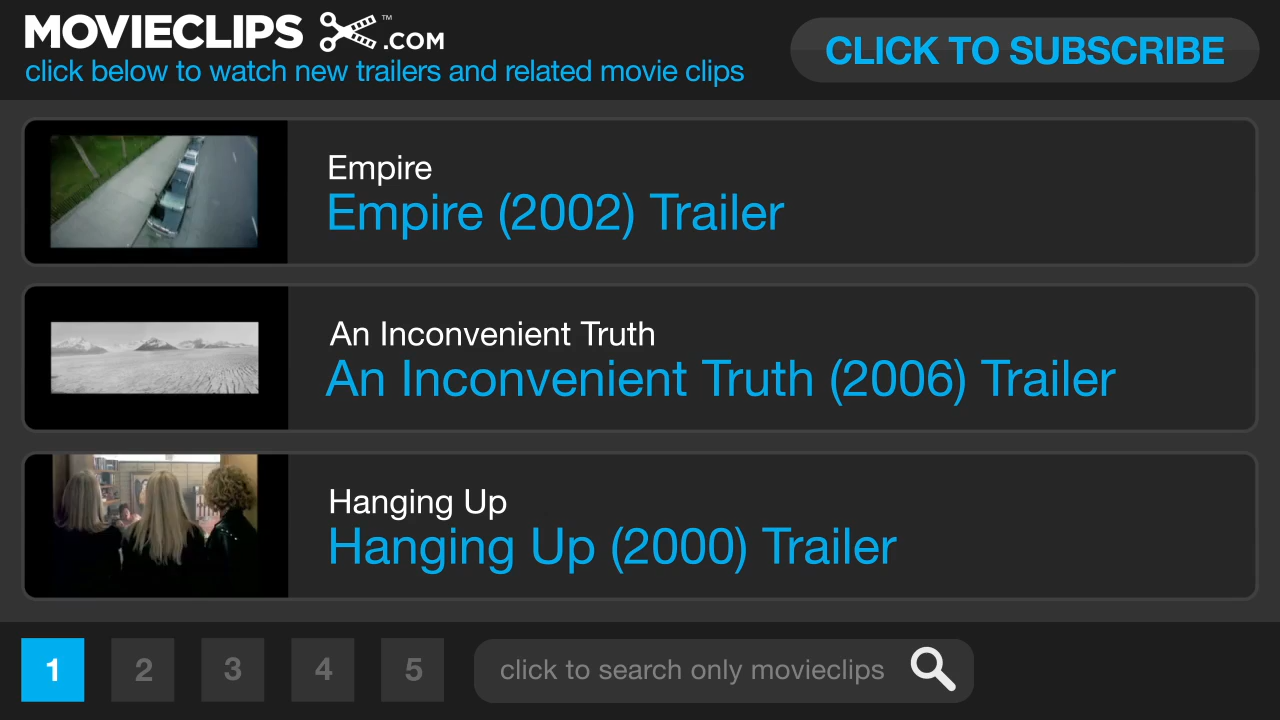 MOVIECLIPS ™.COM
click below to watch new trailers and related movie clips
CLICK TO SUBSCRIBE
Empire
Empire (2002) Trailer
An Inconvenient Truth
An Inconvenient Truth (2006) Trailer
Hanging Up
Hanging Up (2000) Trailer
1 2 3 4 5
click to search only movieclips